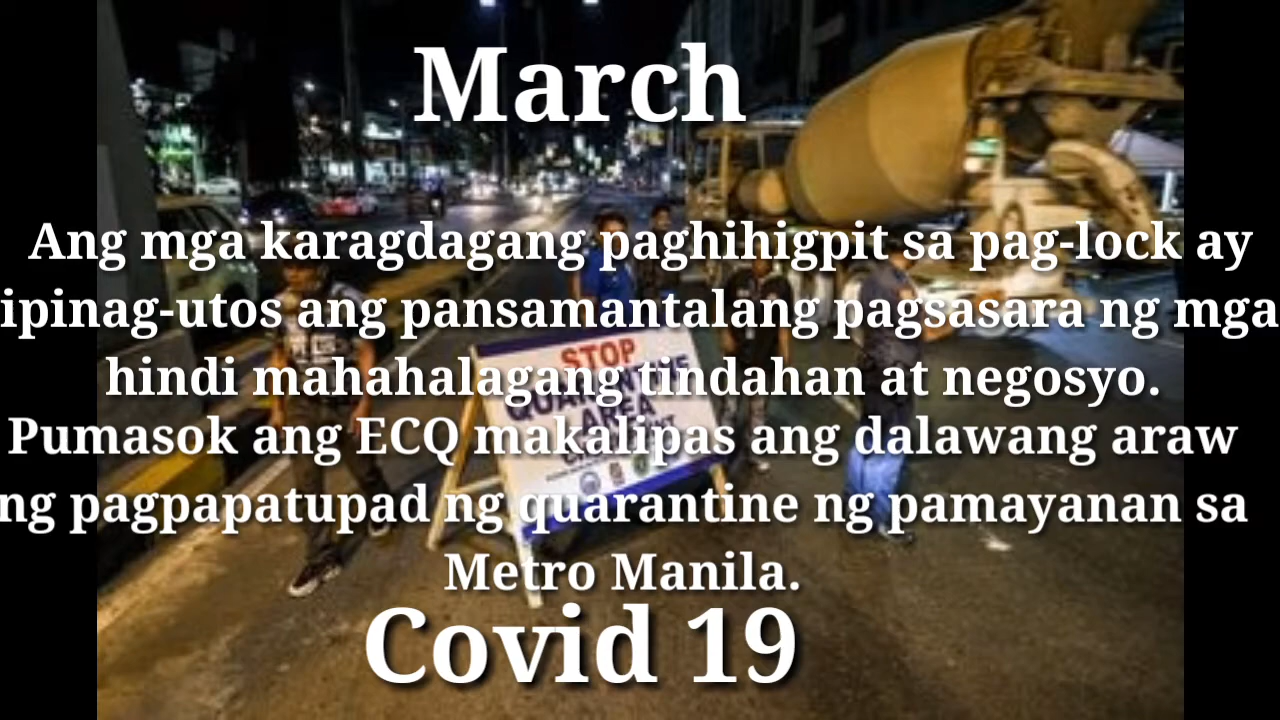 March
Ang mga karagdagang paghihigpit sa pag-lock ay
ipinag-utos ang pansamantalang pagsasara ng mga
hindi mahahalagang tindahan at negosyo.
Pumasok ang ECQ makalipas ang dalawang araw
ng pagpapatupad ng quarantine ng pamayanan sa
Metro Manila.
Covid 19
STOP
QUARANTINE
AREA